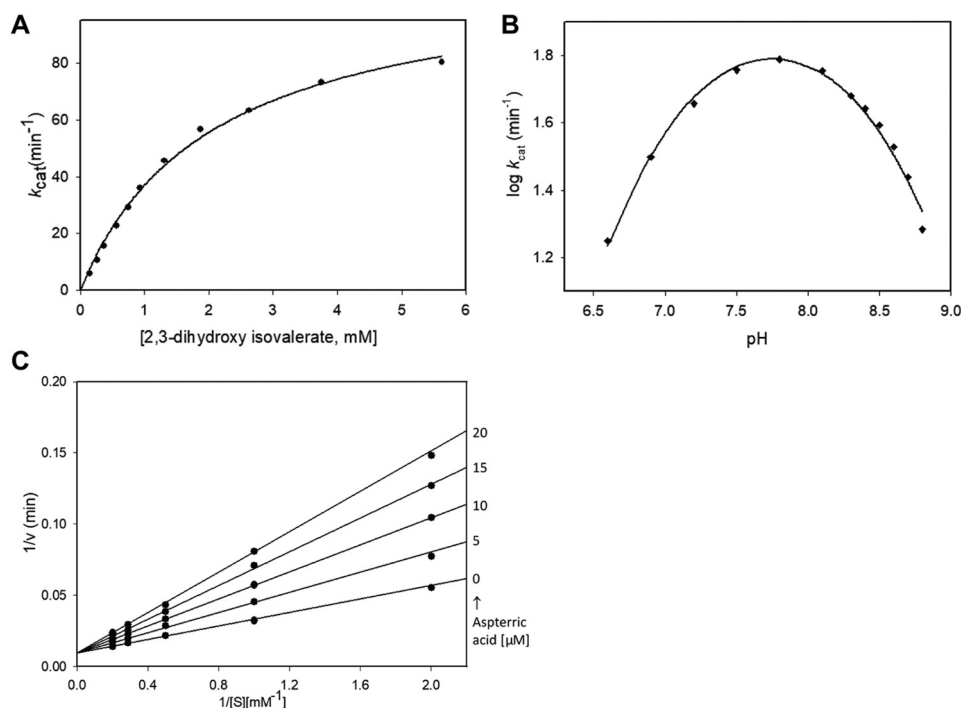 A
kcat(min-1)
80
60
40
20
0
0 1 2 3 4 5 6
[2,3-dihydroxy isovalerate, mM]
B
log kcat (min-1)
1.8
1.6
1.4
1.2
6.5 7.0 7.5 8.0 8.5 9.0
pH
C
1/v (min)
0.20
0.15
0.10
0.05
0.00
0.0 0.4 0.8 1.2 1.6 2.0
1/[S][mM-1]
20
15
10
5
0
↑
Aspterric
acid [µM]